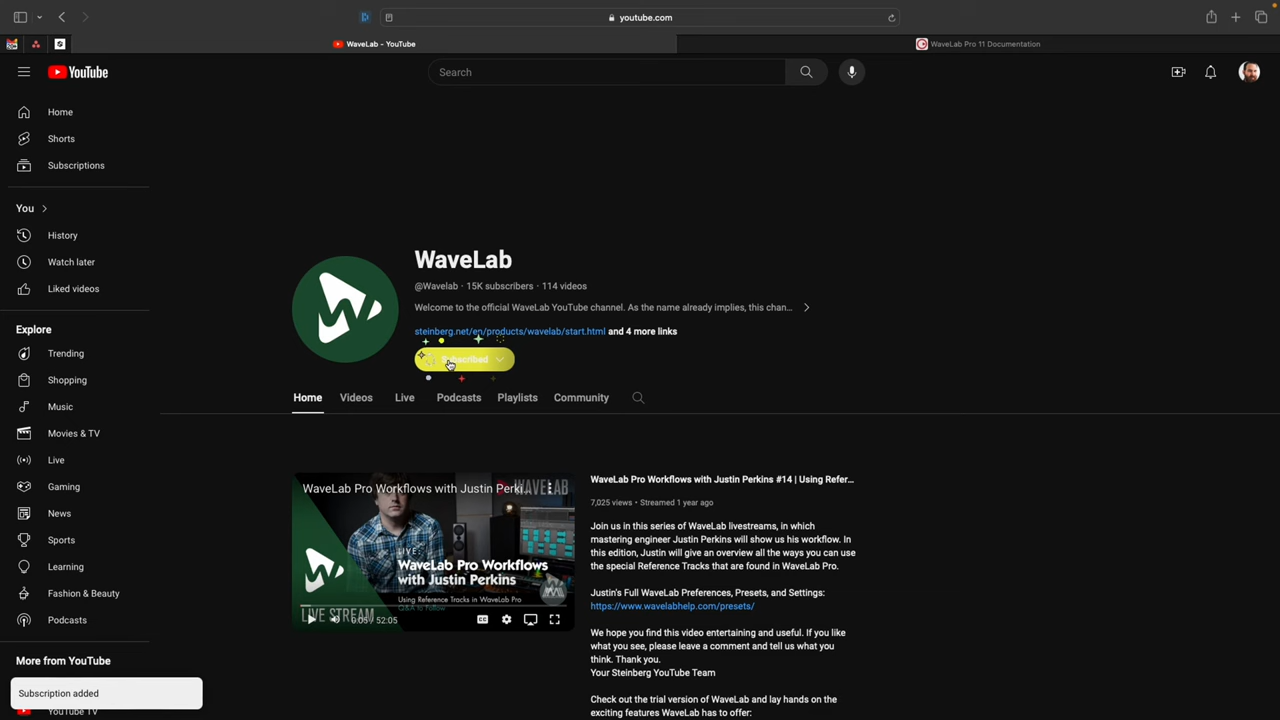 youtube.com
WaveLab - YouTube
WaveLab Pro 11 Documentation
YouTube
Search
Home
Shorts
Subscriptions
You
History
Watch later
Liked videos
Explore
Trending
Shopping
Music
Movies & TV
Live
Gaming
News
Sports
Learning
Fashion & Beauty
Podcasts
More from YouTube
Subscription added
YouTube TV
WaveLab
@Wavelab · 15K subscribers · 114 videos
Welcome to the official WaveLab YouTube channel. As the name already implies, this chan...
steinberg.net/en/products/wavelab/start.html and 4 more links
Subscribed
Home Videos Live Podcasts Playlists Community
WaveLab Pro Workflows with Justin Perki...
WAVELAB
LIVE:
WaveLab Pro Workflows
with Justin Perkins
Using Reference Tracks in WaveLab Pro
Q&A to Follow
LIVE STREAM
0:05 / 52:05
WaveLab Pro Workflows with Justin Perkins #14 | Using Refer...
7,025 views • Streamed 1 year ago
Join us in this series of WaveLab livestreams, in which
mastering engineer Justin Perkins will show us his workflow. In
this edition, Justin will give an overview all the ways you can use
the special Reference Tracks that are found in WaveLab Pro.
Justin's Full WaveLab Preferences, Presets, and Settings:
https://www.wavelabhelp.com/presets/
We hope you find this video entertaining and useful. If you like
what you see, please leave a comment and tell us what you
think. Thank you.
Your Steinberg YouTube Team
Check out the trial version of WaveLab and lay hands on the
exciting features WaveLab has to offer: